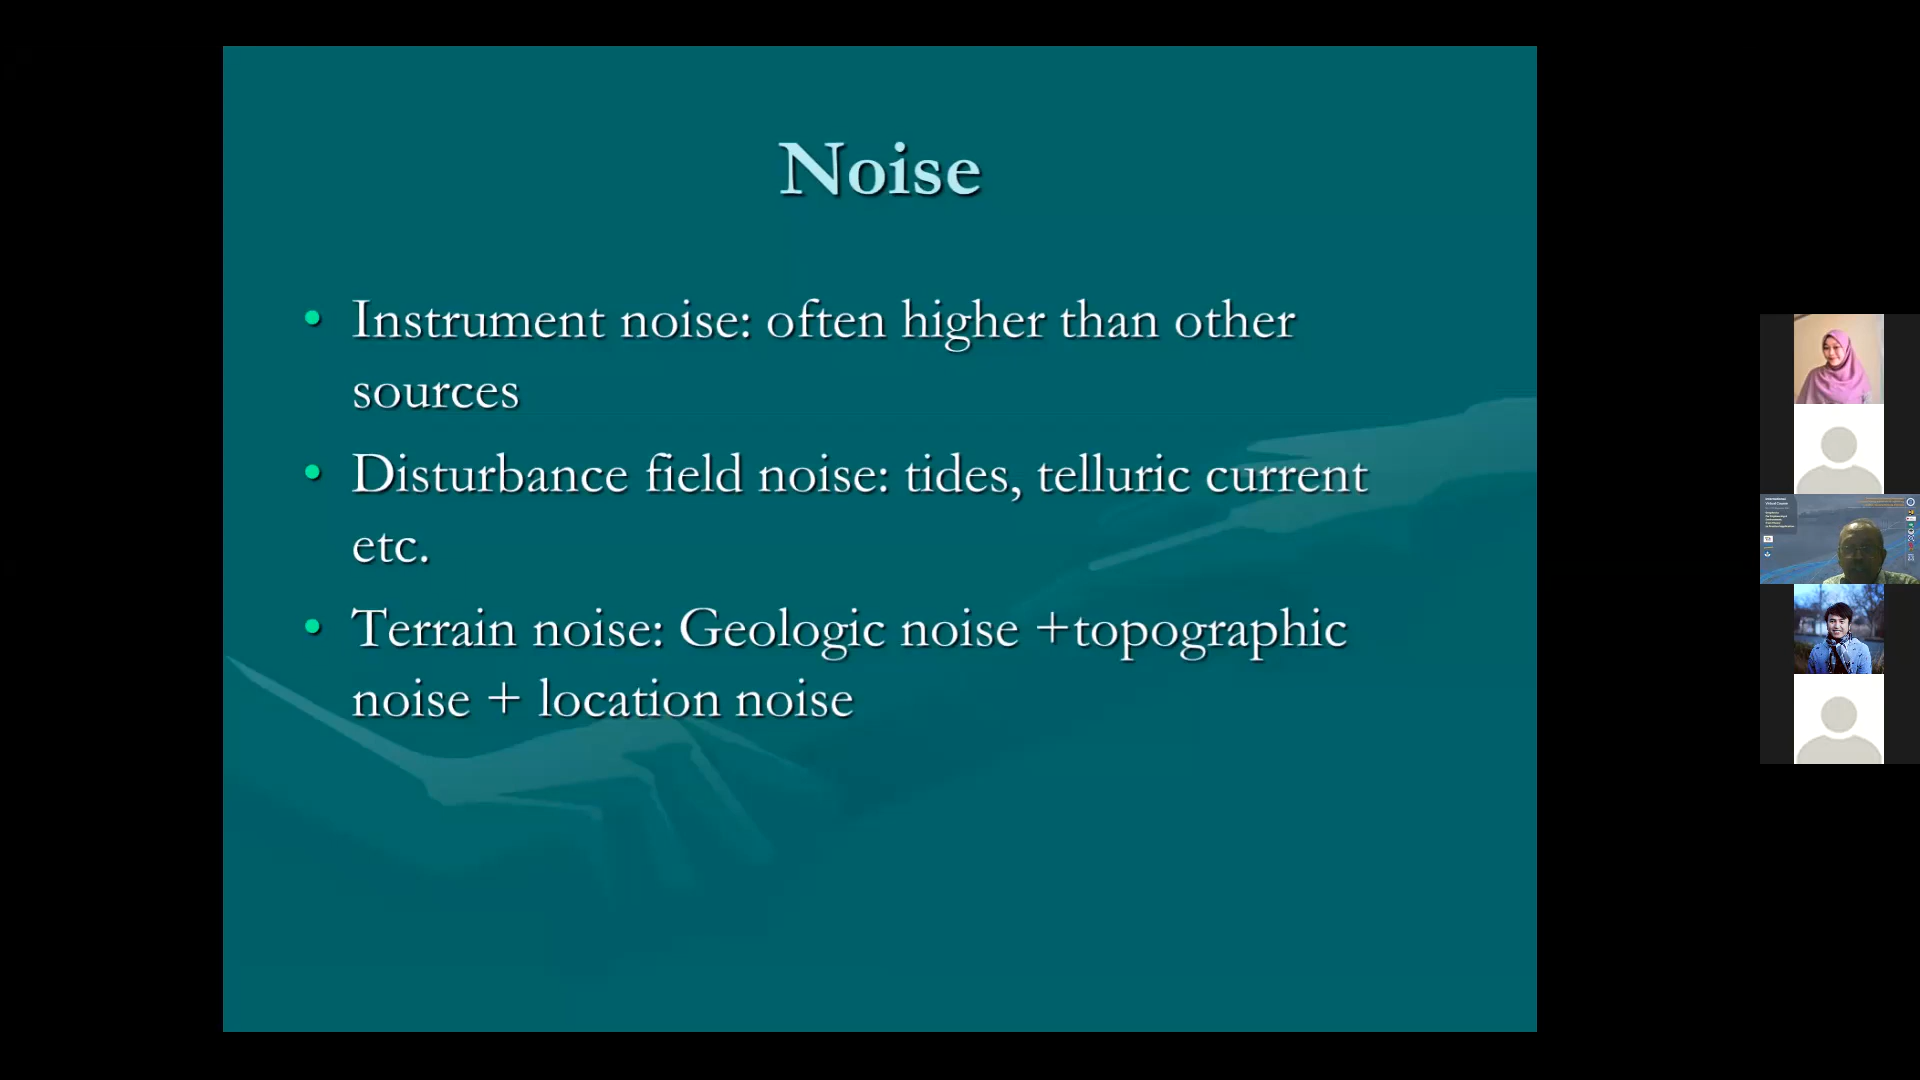 Noise
• Instrument noise: often higher than other
sources
• Disturbance field noise: tides, telluric current
etc.
• Terrain noise: Geologic noise +topographic
noise + location noise